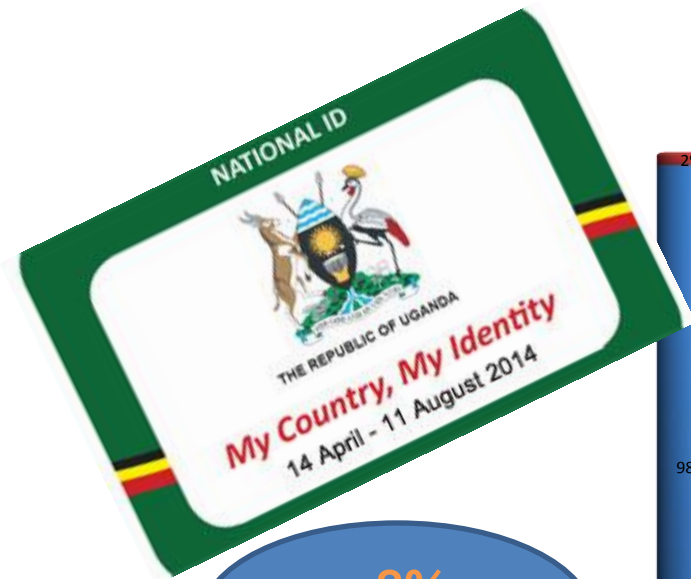 NATIONAL ID
THE REPUBLIC OF UGANDA
My Country, My Identity
14 April - 11 August 2014